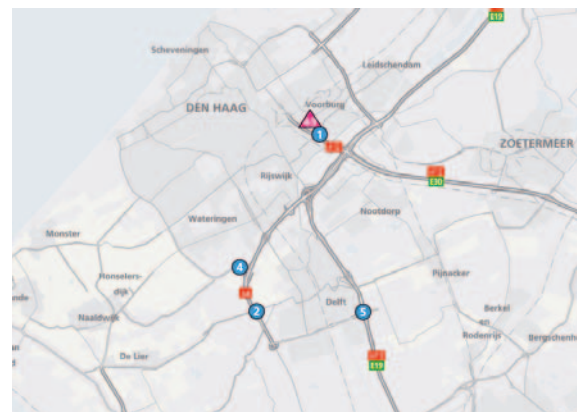 E19
Scheveningen
Leidschendam
DEN HAAG
Voorburg
1
ZOETERMEER
Rijswijk
E30
Wateringen
Nootdorp
Monster
4
Pijnacker
Honselers-
dijk
2
Delft
5
Naaldwijk
Berkel
en
Rodenrijs
Bergschenh
De Lier
E19